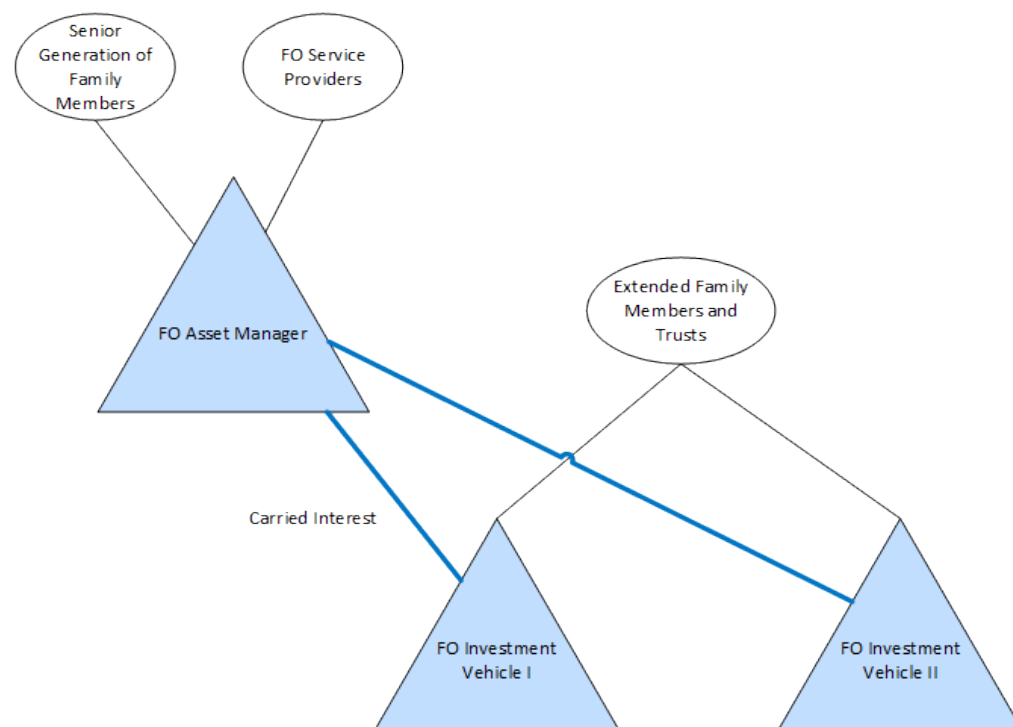 Senior
Generation of
Family
Members
FO Service
Providers
FO Asset Manager
Extended Family
Members and
Trusts
Carried Interest
FO Investment
Vehicle I
FO Investment
Vehicle II